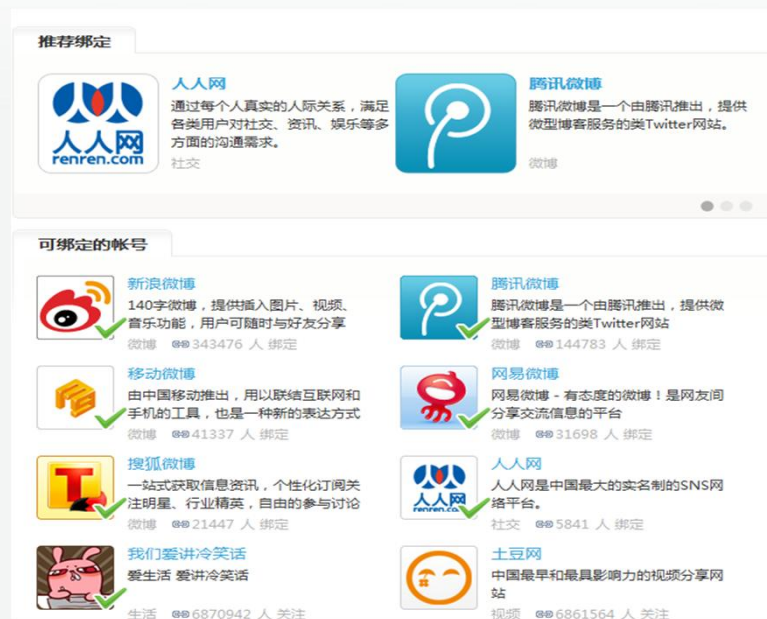 推荐绑定
人人网
通过每个人真实的人际关系，满足
各类用户对社交、资讯、娱乐等多
方面的沟通需求。
社交
人人网
renren.com
腾讯微博
腾讯微博是一个由腾讯推出，提供
微型博客服务的类Twitter网站。
微博
可绑定的帐号
新浪微博
140字微博，提供插入图片、视频、
音乐功能，用户可随时与好友分享
微博 343476 人 绑定
腾讯微博
腾讯微博是一个由腾讯推出，提供微
型博客服务的类Twitter网站
微博 144783 人 绑定
移动微博
由中国移动推出，用以联结互联网和
手机的工具，也是一种新的表达方式
微博 41337 人 绑定
网易微博
网易微博 - 有态度的微博！是网友间
分享交流信息的平台
微博 31698 人 绑定
搜狐微博
一站式获取信息资讯，个性化订阅关
注明星、行业精英，自由的参与讨论
微博 21447 人 绑定
人人网
renren.co
人人网
人人网是中国最大的实名制的SNS网
络平台。
社交 5841 人 绑定
我们爱讲冷笑话
爱生活 爱讲冷笑话
生活 6870942 人 关注
土豆网
中国最早和最具影响力的视频分享网
站
视频 6861564 人 关注